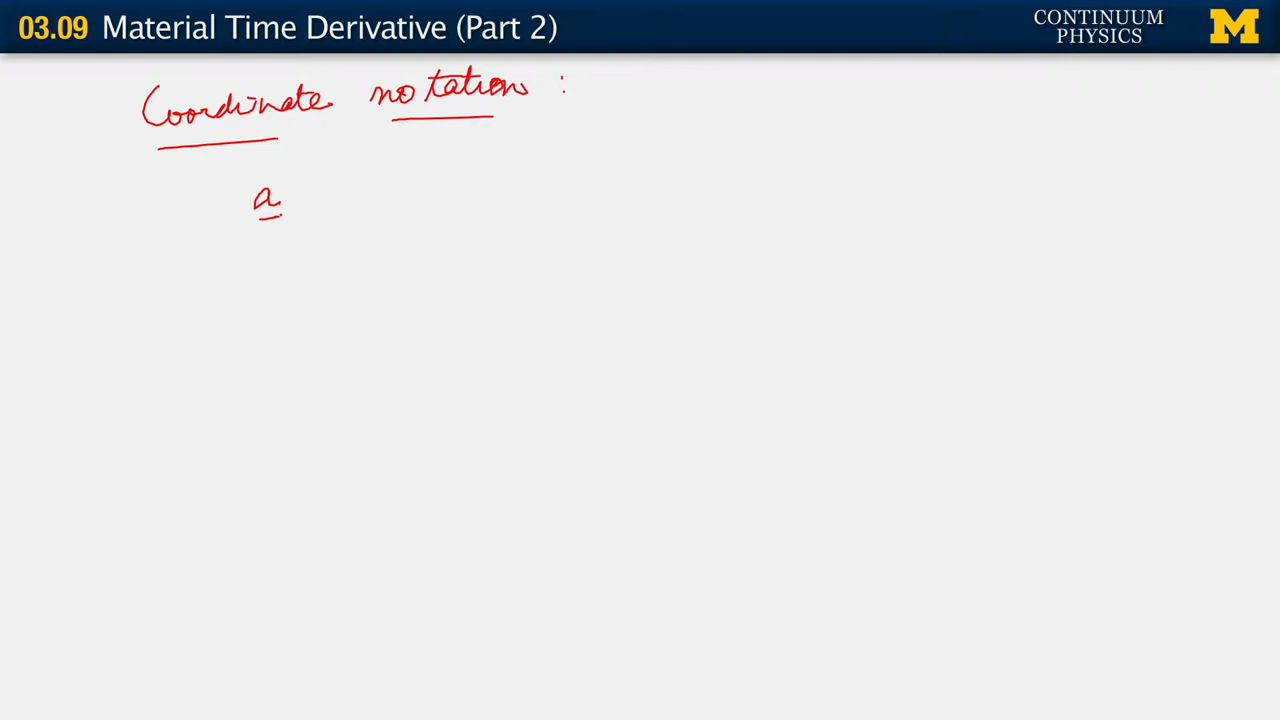 03.09 Material Time Derivative (Part 2)
CONTINUUM
PHYSICS
M
Coordinate notation :
a